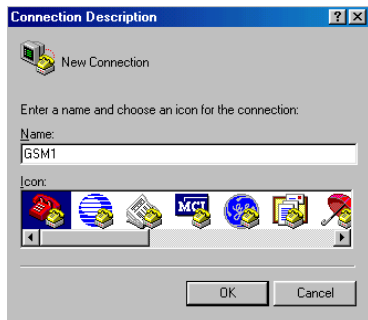 Connection Description
New Connection
Enter a name and choose an icon for the connection:
Name:
GSM1
Icon:
MCI
OK Cancel